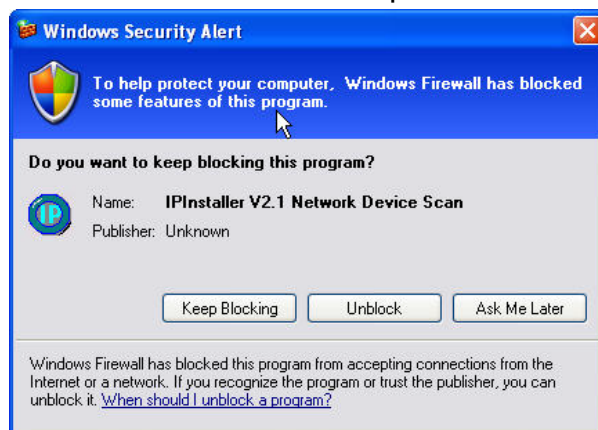 Windows Security Alert
To help protect your computer, Windows Firewall has blocked
some features of this program.
Do you want to keep blocking this program?
IP
Name: IPInstaller V2.1 Network Device Scan
Publisher: Unknown
Keep Blocking Unblock Ask Me Later
Windows Firewall has blocked this program from accepting connections from the
Internet or a network. If you recognize the program or trust the publisher, you can
unblock it. When should I unblock a program?